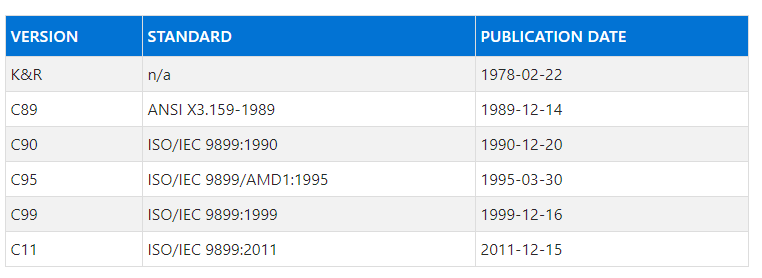 VERSION STANDARD PUBLICATION DATE
K&R n/a 1978-02-22
C89 ANSI X3.159-1989 1989-12-14
C90 ISO/IEC 9899:1990 1990-12-20
C95 ISO/IEC 9899/AMD1:1995 1995-03-30
C99 ISO/IEC 9899:1999 1999-12-16
C11 ISO/IEC 9899:2011 2011-12-15